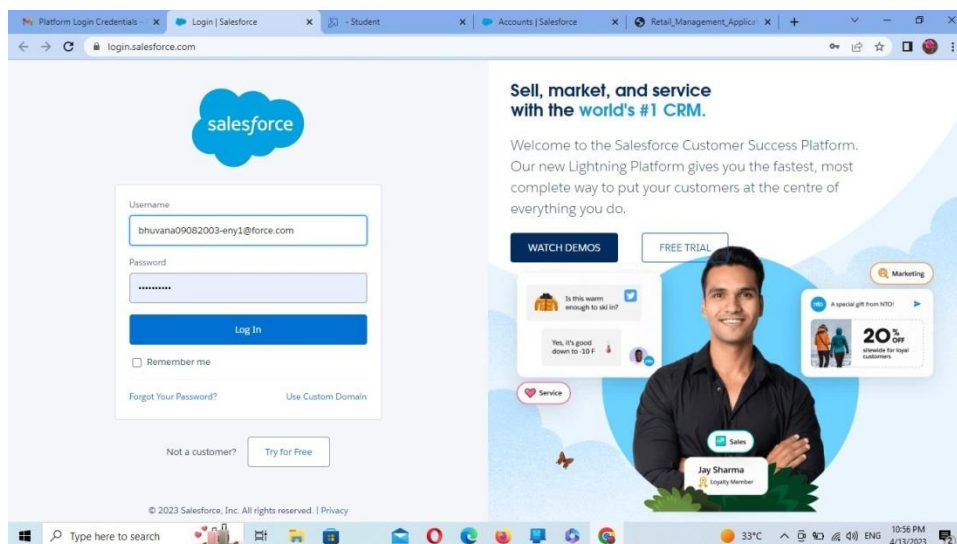 Platform Login Credentials -
Login | Salesforce
- Student
Accounts | Salesforce
Retail_Management_Applicat
login.salesforce.com
salesforce
Username
bhuvana09082003-eny1@force.com
Password
Log In
Remember me
Forgot Your Password?
Use Custom Domain
Not a customer?
Try for Free
© 2023 Salesforce, Inc. All rights reserved. | Privacy
Sell, market, and service
with the world's #1 CRM.
Welcome to the Salesforce Customer Success Platform.
Our new Lightning Platform gives you the fastest, most
complete way to put your customers at the centre of
everything you do.
WATCH DEMOS
FREE TRIAL
Is this warm
enough to ski in?
Yes, it's good
down to -10 F
Service
Marketing
A special gift from NTO!
20% OFF
sitewide for loyal
customers
Sales
Jay Sharma
Loyalty Member
Type here to search
33°C
ENG
10:56 PM
4/13/2023